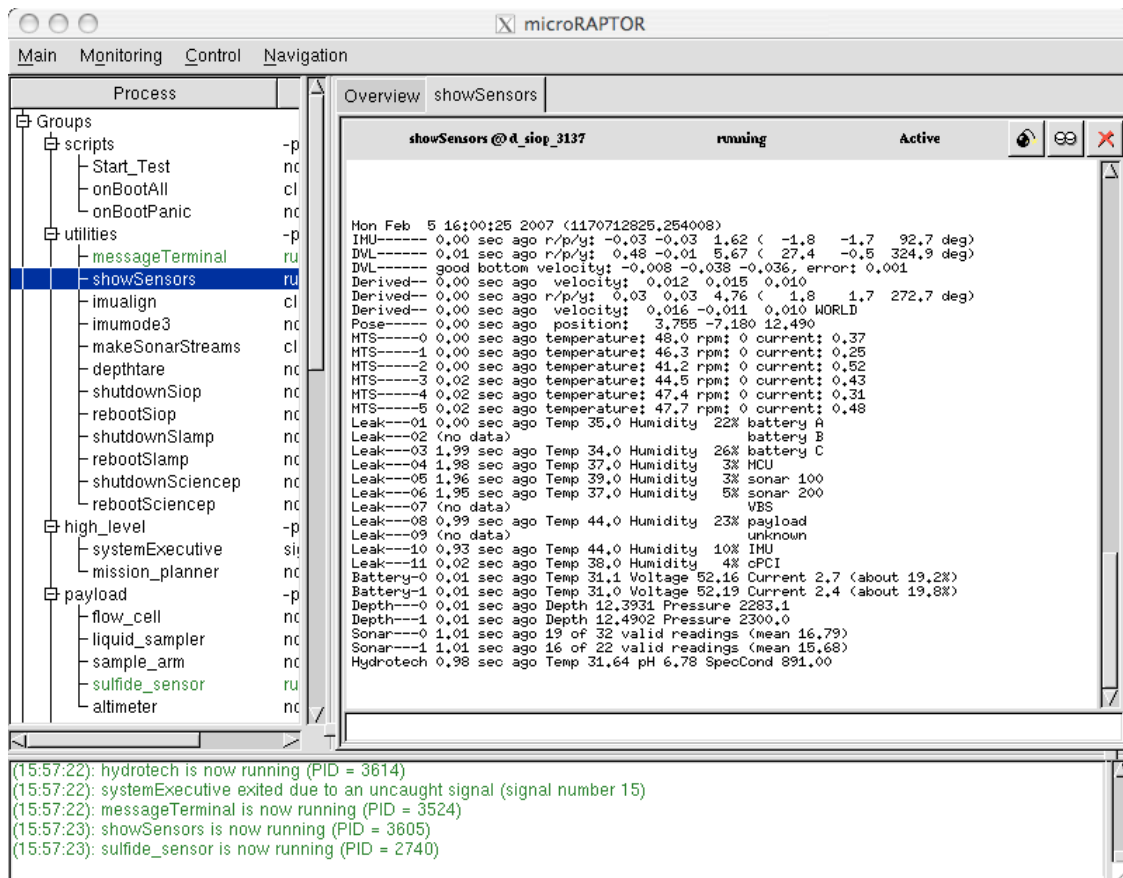 microRAPTOR
Main Monitoring Control Navigation
Process
Groups
scripts -p
Start_Test no
onBootAll cl
onBootPanic no
utilities -p
messageTerminal ru
showSensors ru
imualign cl
imumode3 no
makeSonarStreams cl
depthtare no
shutdownSiop no
rebootSiop no
shutdownSlamp no
rebootSlamp no
shutdownSciencep no
rebootSciencep no
high_level -p
systemExecutive si
mission_planner no
payload -p
flow_cell no
liquid_sampler no
sample_arm no
sulfide_sensor ru
altimeter no
Overview showSensors
showSensors @ d_siop_3137 running Active
Mon Feb  5 16:00:25 2007 (1170712825.254008)
IMU------ 0.00 sec ago r/p/y: -0.03 -0.03  1.62 (  -1.8   -1.7   92.7 deg)
DVL------ 0.01 sec ago r/p/y:  0.48 -0.01  5.67 (  27.4   -0.5  324.9 deg)
DVL------ good bottom velocity: -0.008 -0.038 -0.036, error: 0.001
Derived-- 0.00 sec ago  velocity:  0.012  0.015  0.010
Derived-- 0.00 sec ago r/p/y:  0.03  0.03  4.76 (   1.8    1.7  272.7 deg)
Derived-- 0.00 sec ago  velocity:  0.016 -0.011  0.010 WORLD
Pose----- 0.00 sec ago  position:   3.755 -7.180 12.490
MTS-----0 0.00 sec ago temperature: 48.0 rpm: 0 current: 0.37
MTS-----1 0.00 sec ago temperature: 46.3 rpm: 0 current: 0.25
MTS-----2 0.00 sec ago temperature: 41.2 rpm: 0 current: 0.52
MTS-----3 0.02 sec ago temperature: 44.5 rpm: 0 current: 0.43
MTS-----4 0.02 sec ago temperature: 47.4 rpm: 0 current: 0.31
MTS-----5 0.02 sec ago temperature: 47.7 rpm: 0 current: 0.48
Leak---01 0.00 sec ago Temp 35.0 Humidity  22% battery A
Leak---02 (no data)                            battery B
Leak---03 1.99 sec ago Temp 34.0 Humidity  26% battery C
Leak---04 1.98 sec ago Temp 37.0 Humidity   3% MCU
Leak---05 1.96 sec ago Temp 39.0 Humidity   3% sonar 100
Leak---06 1.95 sec ago Temp 37.0 Humidity   5% sonar 200
Leak---07 (no data)                            VBS
Leak---08 0.99 sec ago Temp 44.0 Humidity  23% payload
Leak---09 (no data)                            unknown
Leak---10 0.93 sec ago Temp 44.0 Humidity  10% IMU
Leak---11 0.02 sec ago Temp 38.0 Humidity   4% cPCI
Battery-0 0.01 sec ago Temp 31.1 Voltage 52.16 Current 2.7 (about 19.2%)
Battery-1 0.01 sec ago Temp 31.0 Voltage 52.19 Current 2.4 (about 19.8%)
Depth---0 0.01 sec ago Depth 12.3931 Pressure 2283.1
Depth---1 0.01 sec ago Depth 12.4902 Pressure 2300.0
Sonar---0 1.01 sec ago 19 of 32 valid readings (mean 16.79)
Sonar---1 1.01 sec ago 16 of 22 valid readings (mean 15.68)
Hydrotech 0.98 sec ago Temp 31.64 pH 6.78 SpecCond 891.00
(15:57:22): hydrotech is now running (PID = 3614)
(15:57:22): systemExecutive exited due to an uncaught signal (signal number 15)
(15:57:22): messageTerminal is now running (PID = 3524)
(15:57:23): showSensors is now running (PID = 3605)
(15:57:23): sulfide_sensor is now running (PID = 2740)